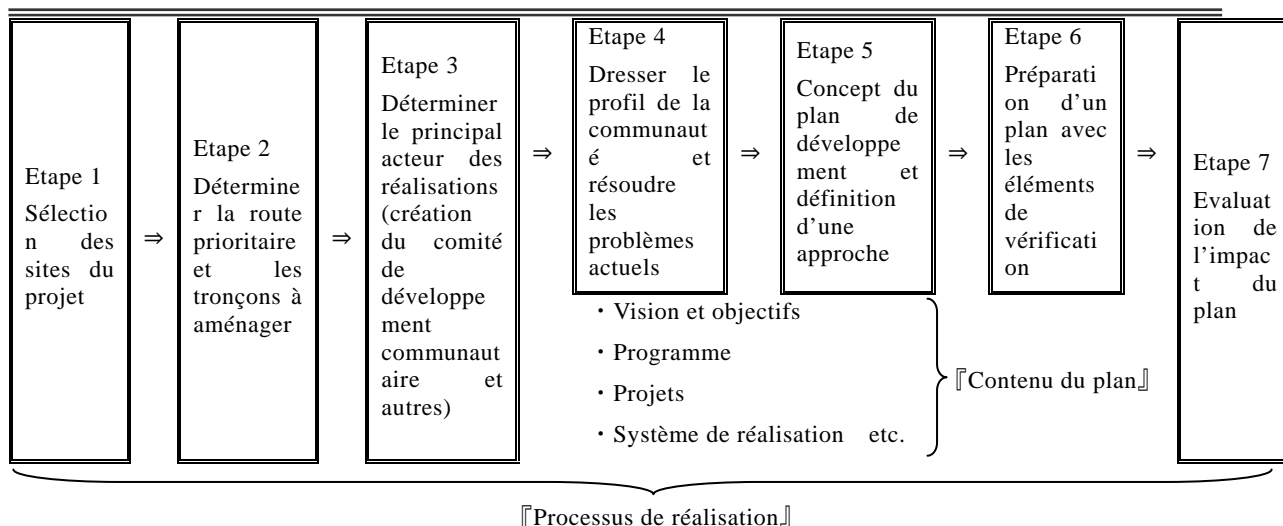 Etape 1
Sélectio
n des
sites du
projet
⇒
Etape 2
Détermine
r la route
prioritaire
et les
tronçons à
aménager
⇒
Etape 3
Déterminer
le principal
acteur des
réalisations
(création
du comité
de
développe
ment
communaut
aire et
autres)
⇒
Etape 4
Dresser le
profil de la
communaut
é et
résoudre
les
problèmes
actuels
⇒
Etape 5
Concept du
plan de
développe
ment et
définition
d’une
approche
⇒
Etape 6
Préparati
on d’un
plan avec
les
éléments
de
vérificati
on
⇒
Etape 7
Evaluat
ion de
l’impac
t du
plan
・Vision et objectifs
・Programme
・Projets
・Système de réalisation etc.
『Contenu du plan』
『Processus de réalisation』